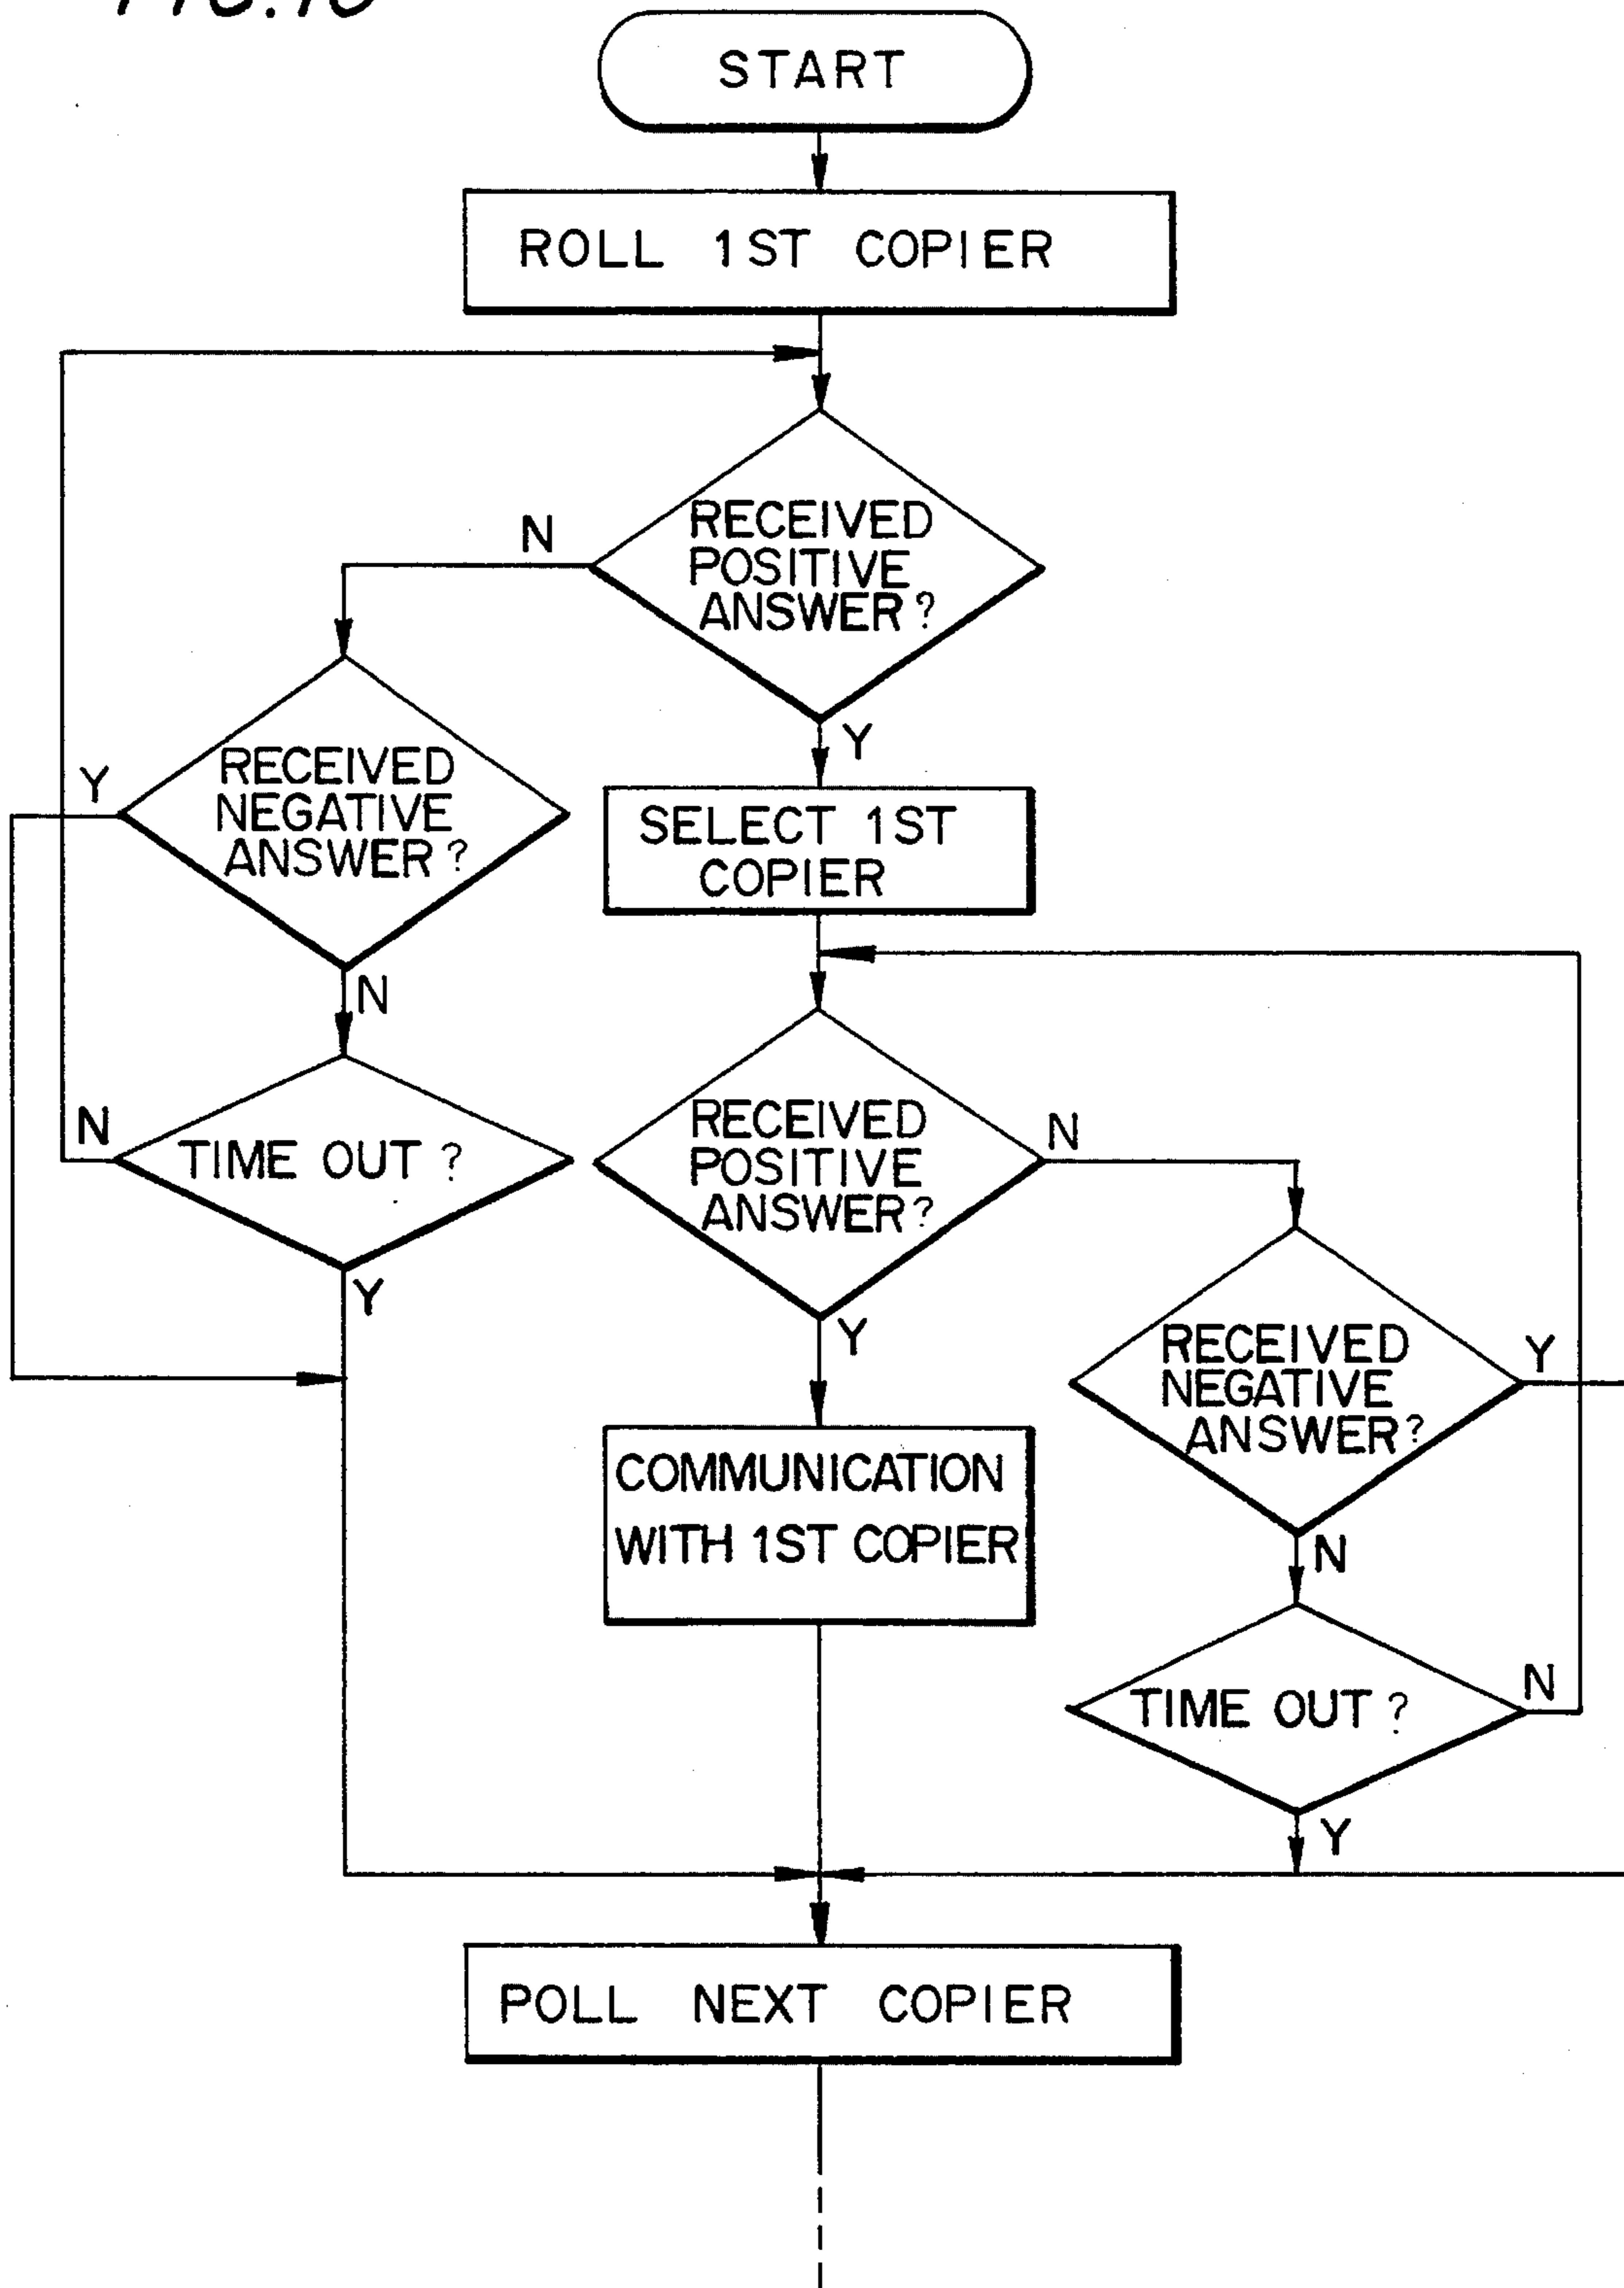 START
ROLL 1ST COPIER
RECEIVED
POSITIVE
ANSWER?
N
Y
RECEIVED
NEGATIVE
ANSWER?
Y
N
SELECT 1ST
COPIER
TIME OUT?
N
Y
RECEIVED
POSITIVE
ANSWER?
N
Y
RECEIVED
NEGATIVE
ANSWER?
Y
N
COMMUNICATION
WITH 1ST COPIER
TIME OUT?
N
Y
POLL NEXT COPIER